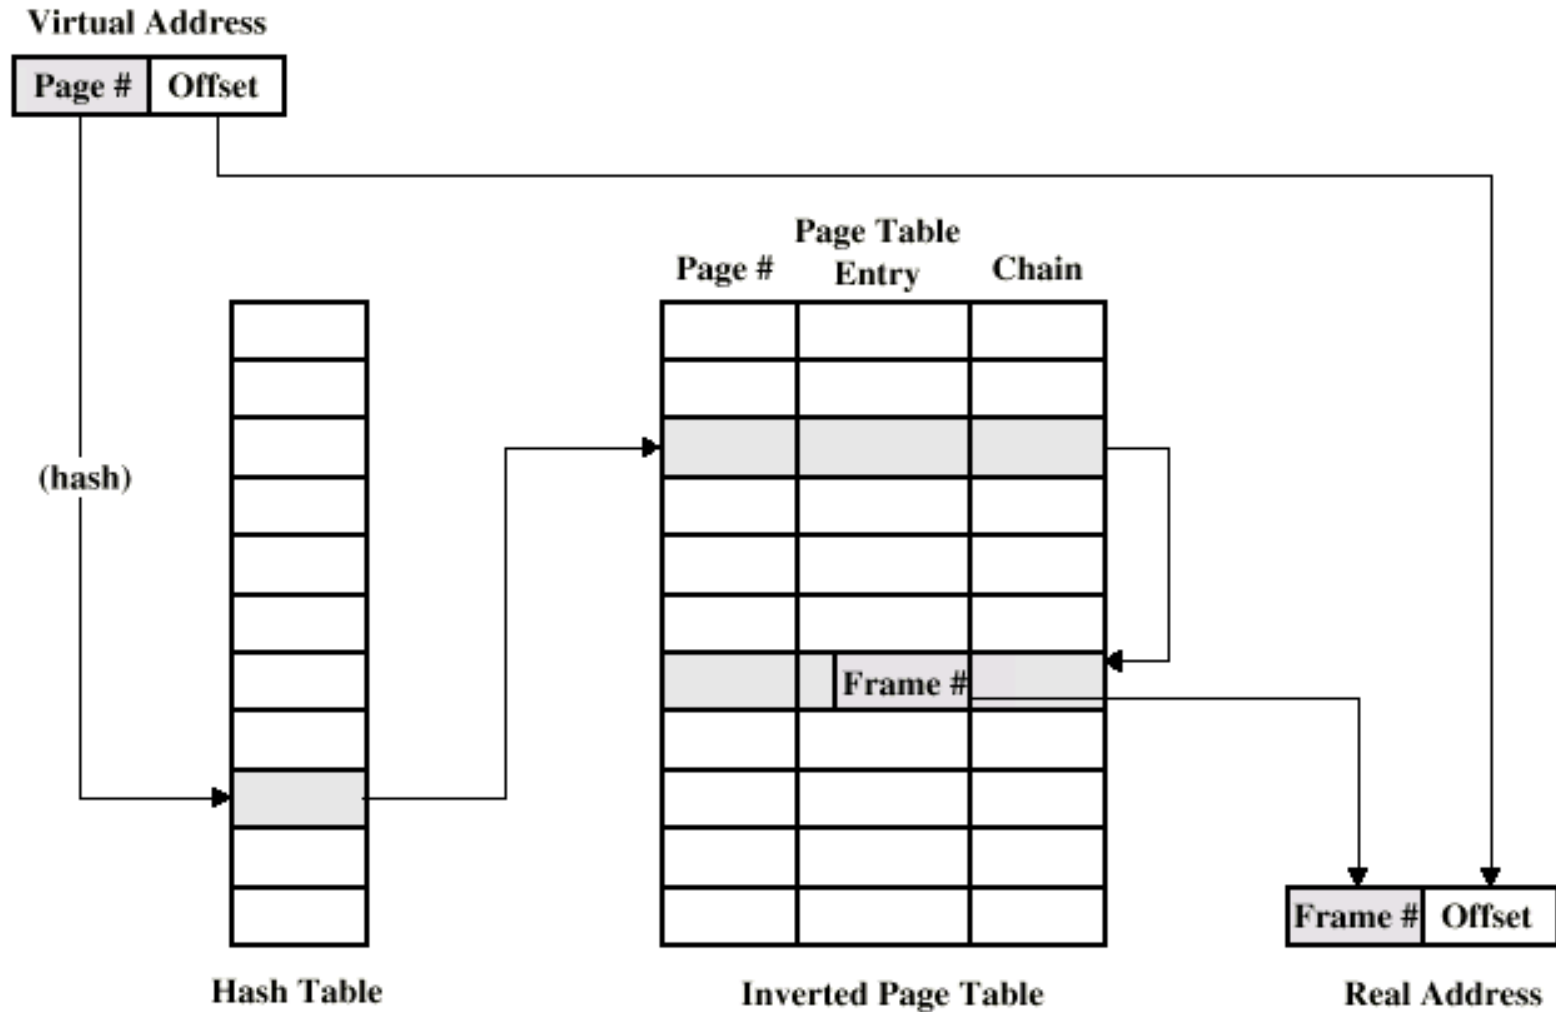 Virtual Address
Page # Offset
Page Table
Page # Entry Chain
(hash)
Frame #
Frame # Offset
Hash Table Inverted Page Table Real Address